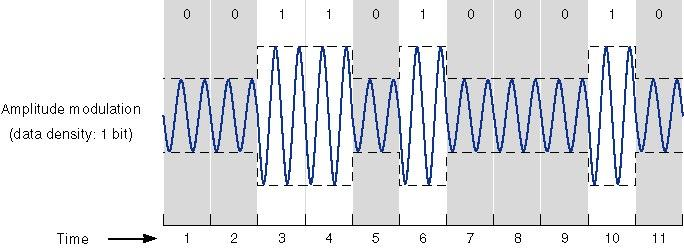 0 0 1 1 0 1 0 0 0 1 0
Amplitude modulation
(data density: 1 bit)
Time 1 2 3 4 5 6 7 8 9 10 11